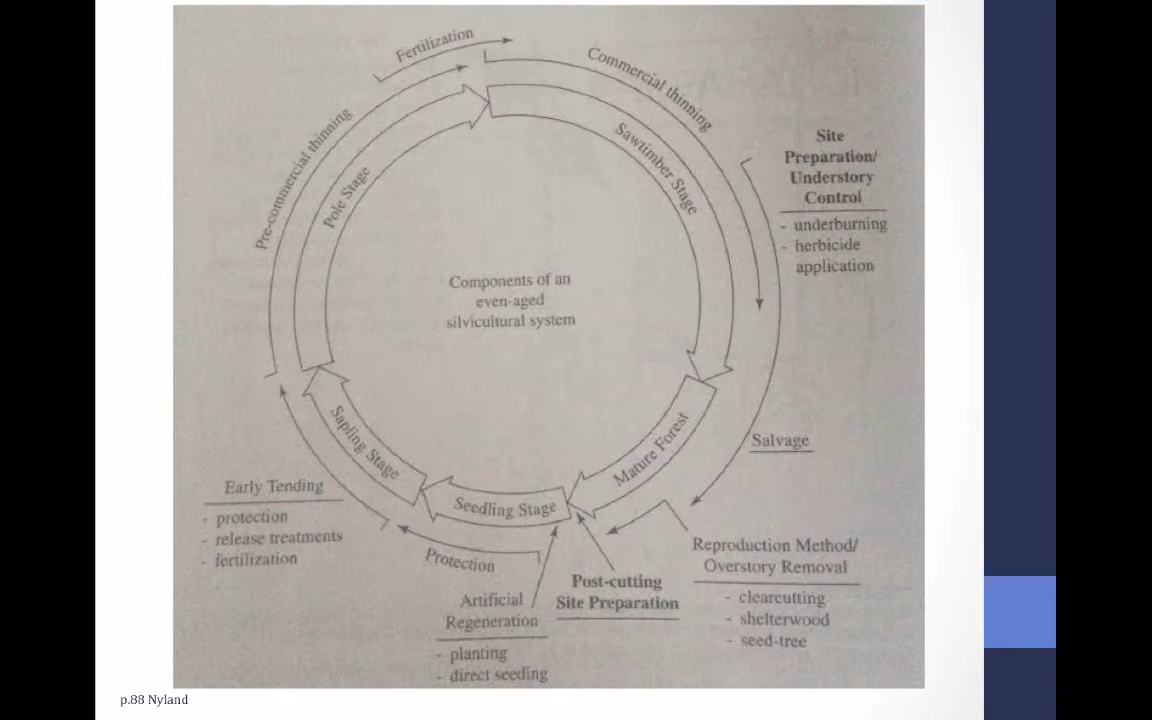 Fertilization
Commercial thinning
Pre-commercial thinning
Pole Stage
Sawtimber Stage
Site
Preparation/
Understory
Control
- underburning
- herbicide
application
Components of an
even-aged
silvicultural system
Sapling Stage
Mature Forest
Salvage
Early Tending
- protection
- release treatments
- fertilization
Seedling Stage
Protection
Artificial
Regeneration
- planting
- direct seeding
Post-cutting
Site Preparation
Reproduction Method/
Overstory Removal
- clearcutting
- shelterwood
- seed-tree
p.88 Nyland